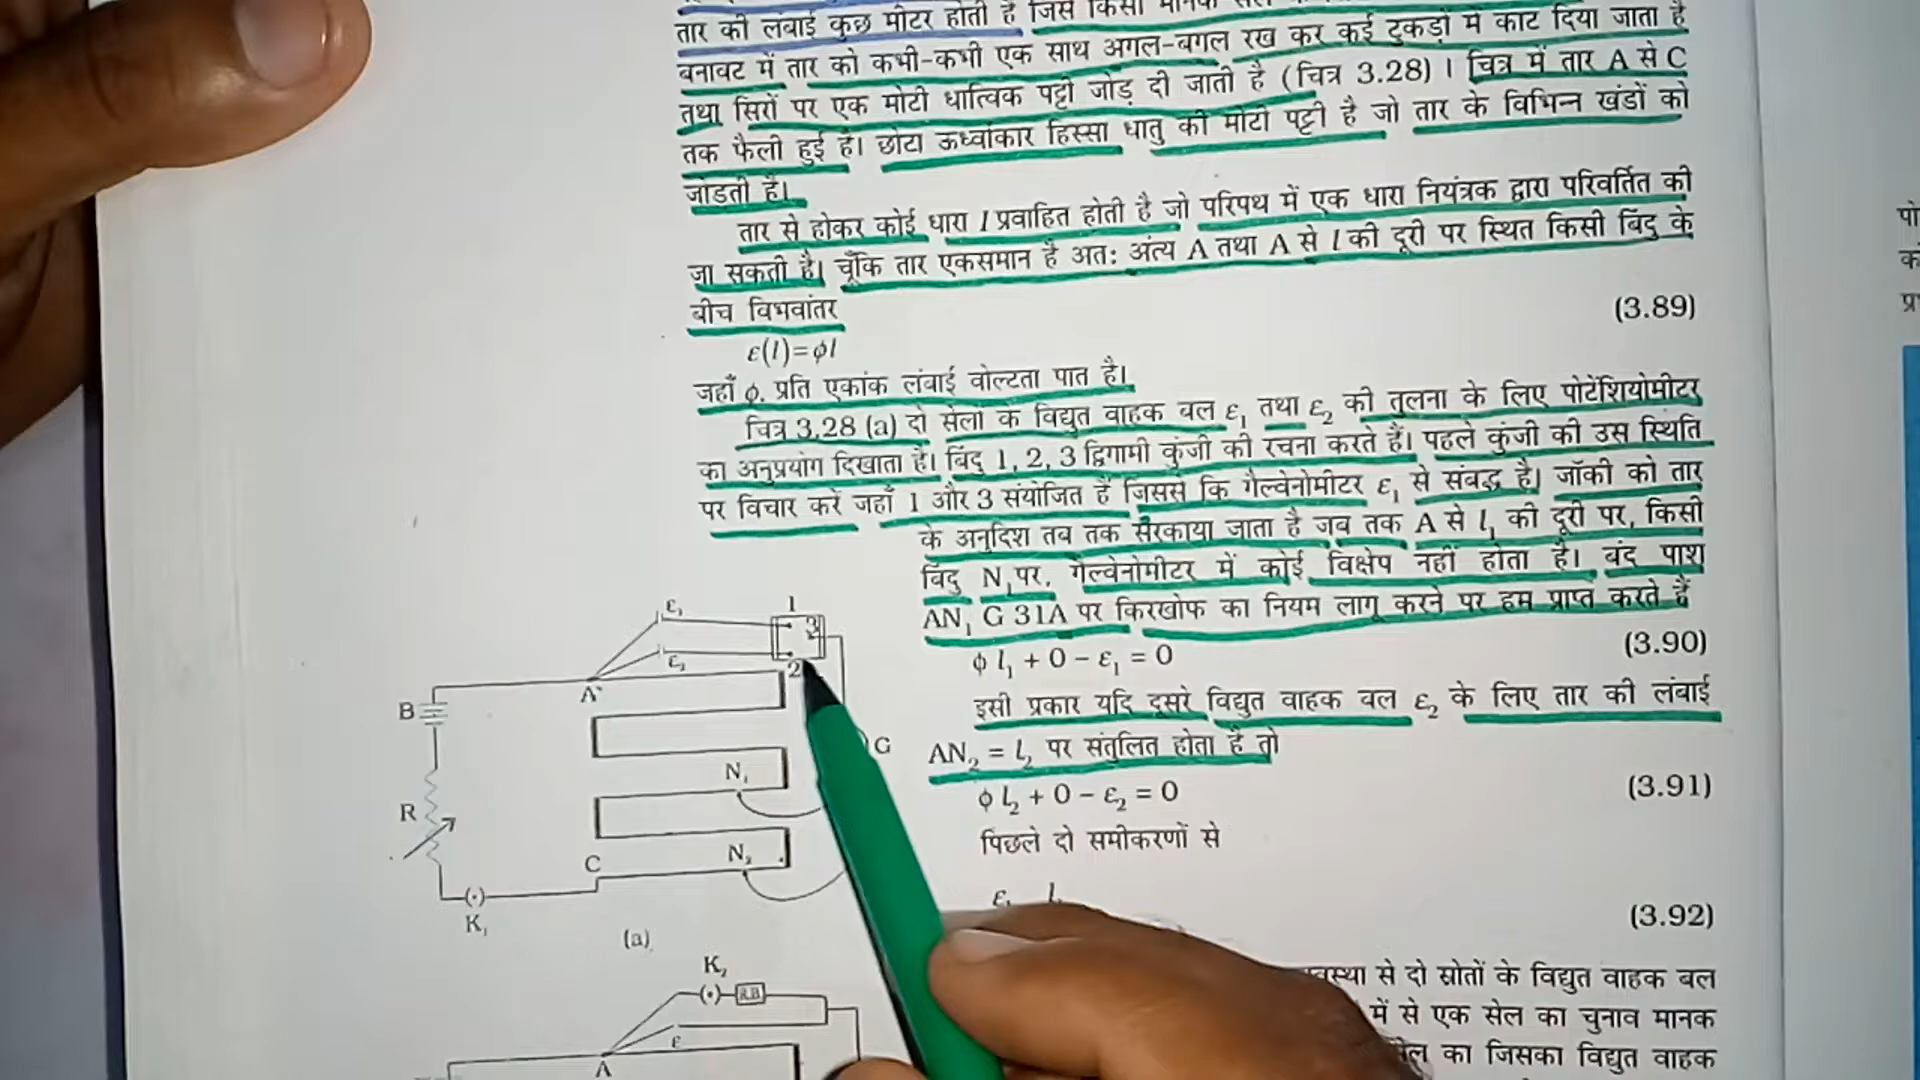 तार की लंबाई कुछ मीटर होती है जिसे किसी मानक
बनावट में तार को कभी-कभी एक साथ अगल-बगल रख कर कई टुकड़ों में काट दिया जाता है
तथा सिरों पर एक मोटी धात्विक पट्टी जोड़ दी जाती है (चित्र 3.28) । चित्र में तार A से C
तक फैली हुई है। छोटा ऊर्ध्वाकार हिस्सा धातु की मोटी पट्टी है जो तार के विभिन्न खंडों को
जोड़ती है।
तार से होकर कोई धारा I प्रवाहित होती है जो परिपथ में एक धारा नियंत्रक द्वारा परिवर्तित की
जा सकती है। चूँकि तार एकसमान है अत: अंत्य A तथा A से l की दूरी पर स्थित किसी बिंदु के
बीच विभवांतर
ε(l)=ϕl (3.89)
जहाँ ϕ, प्रति एकांक लंबाई वोल्टता पात है।
चित्र 3.28 (a) दो सेलों के विद्युत वाहक बल ε₁ तथा ε₂ की तुलना के लिए पोटेंशियोमीटर
का अनुप्रयोग दिखाता है। बिंदु 1, 2, 3 द्विगामी कुंजी की रचना करते हैं। पहले कुंजी की उस स्थिति
पर विचार करें जहाँ 1 और 3 संयोजित हैं जिससे कि गैल्वेनोमीटर ε₁ से संबद्ध है। जॉकी को तार
के अनुदिश तब तक सरकाया जाता है जब तक A से l₁ की दूरी पर, किसी
बिंदु N₁पर, गैल्वेनोमीटर में कोई विक्षेप नहीं होता है। बंद पाश
AN₁ G 31A पर किरखोफ का नियम लागू करने पर हम प्राप्त करते हैं
ϕ l₁ + 0 – ε₁ = 0 (3.90)
इसी प्रकार यदि दूसरे विद्युत वाहक बल ε₂ के लिए तार की लंबाई
AN₂ = l₂ पर संतुलित होता है तो
ϕ l₂ + 0 – ε₂ = 0 (3.91)
पिछले दो समीकरणों से
ε₁ l₁
(3.92)
से दो स्रोतों के विद्युत वाहक बल
में से एक सेल का चुनाव मानक
का जिसका विद्युत वाहक
ε₁ 1
3
ε₂
2
A
B
G
N₁
R
N₂
C
K₁
(a)
K₂
R.B
ε
A
पो